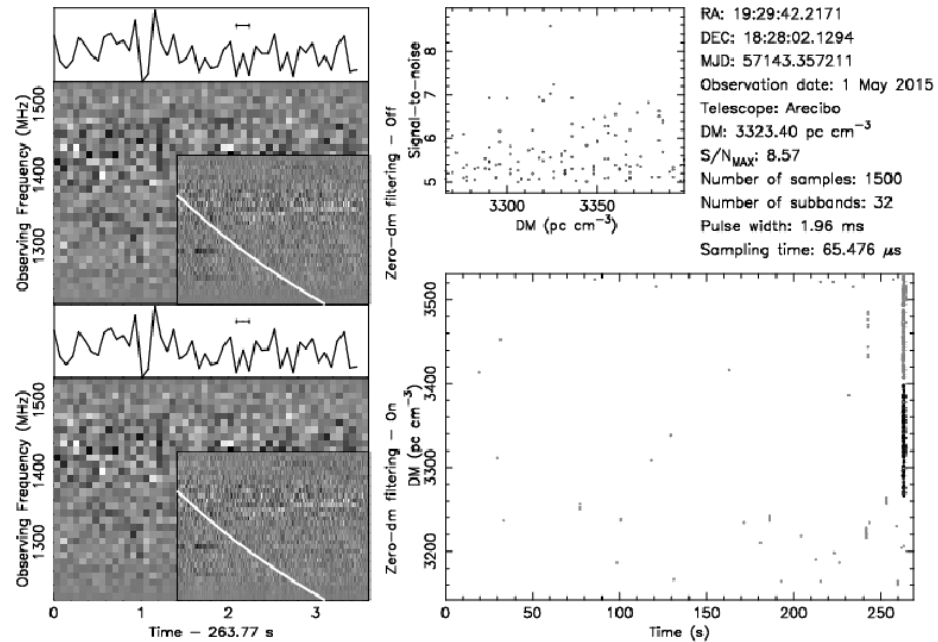 1500
1400
1300
Observing Frequency (MHz)
Zero-dm filtering - Off
1500
1400
1300
Observing Frequency (MHz)
Zero-dm filtering - On
0
1
2
3
Time - 263.77 s
9
8
7
6
5
Signal-to-noise
3300
3350
DM (pc cm⁻³)
RA: 19:29:42.2171
DEC: 18:28:02.1294
MJD: 57143.357211
Observation date: 1 May 2015
Telescope: Arecibo
DM: 3323.40 pc cm⁻³
S/N_MAX: 8.57
Number of samples: 1500
Number of subbands: 32
Pulse width: 1.96 ms
Sampling time: 65.476 μs
3500
3400
3300
3200
DM (pc cm⁻³)
0
50
100
150
200
250
Time (s)